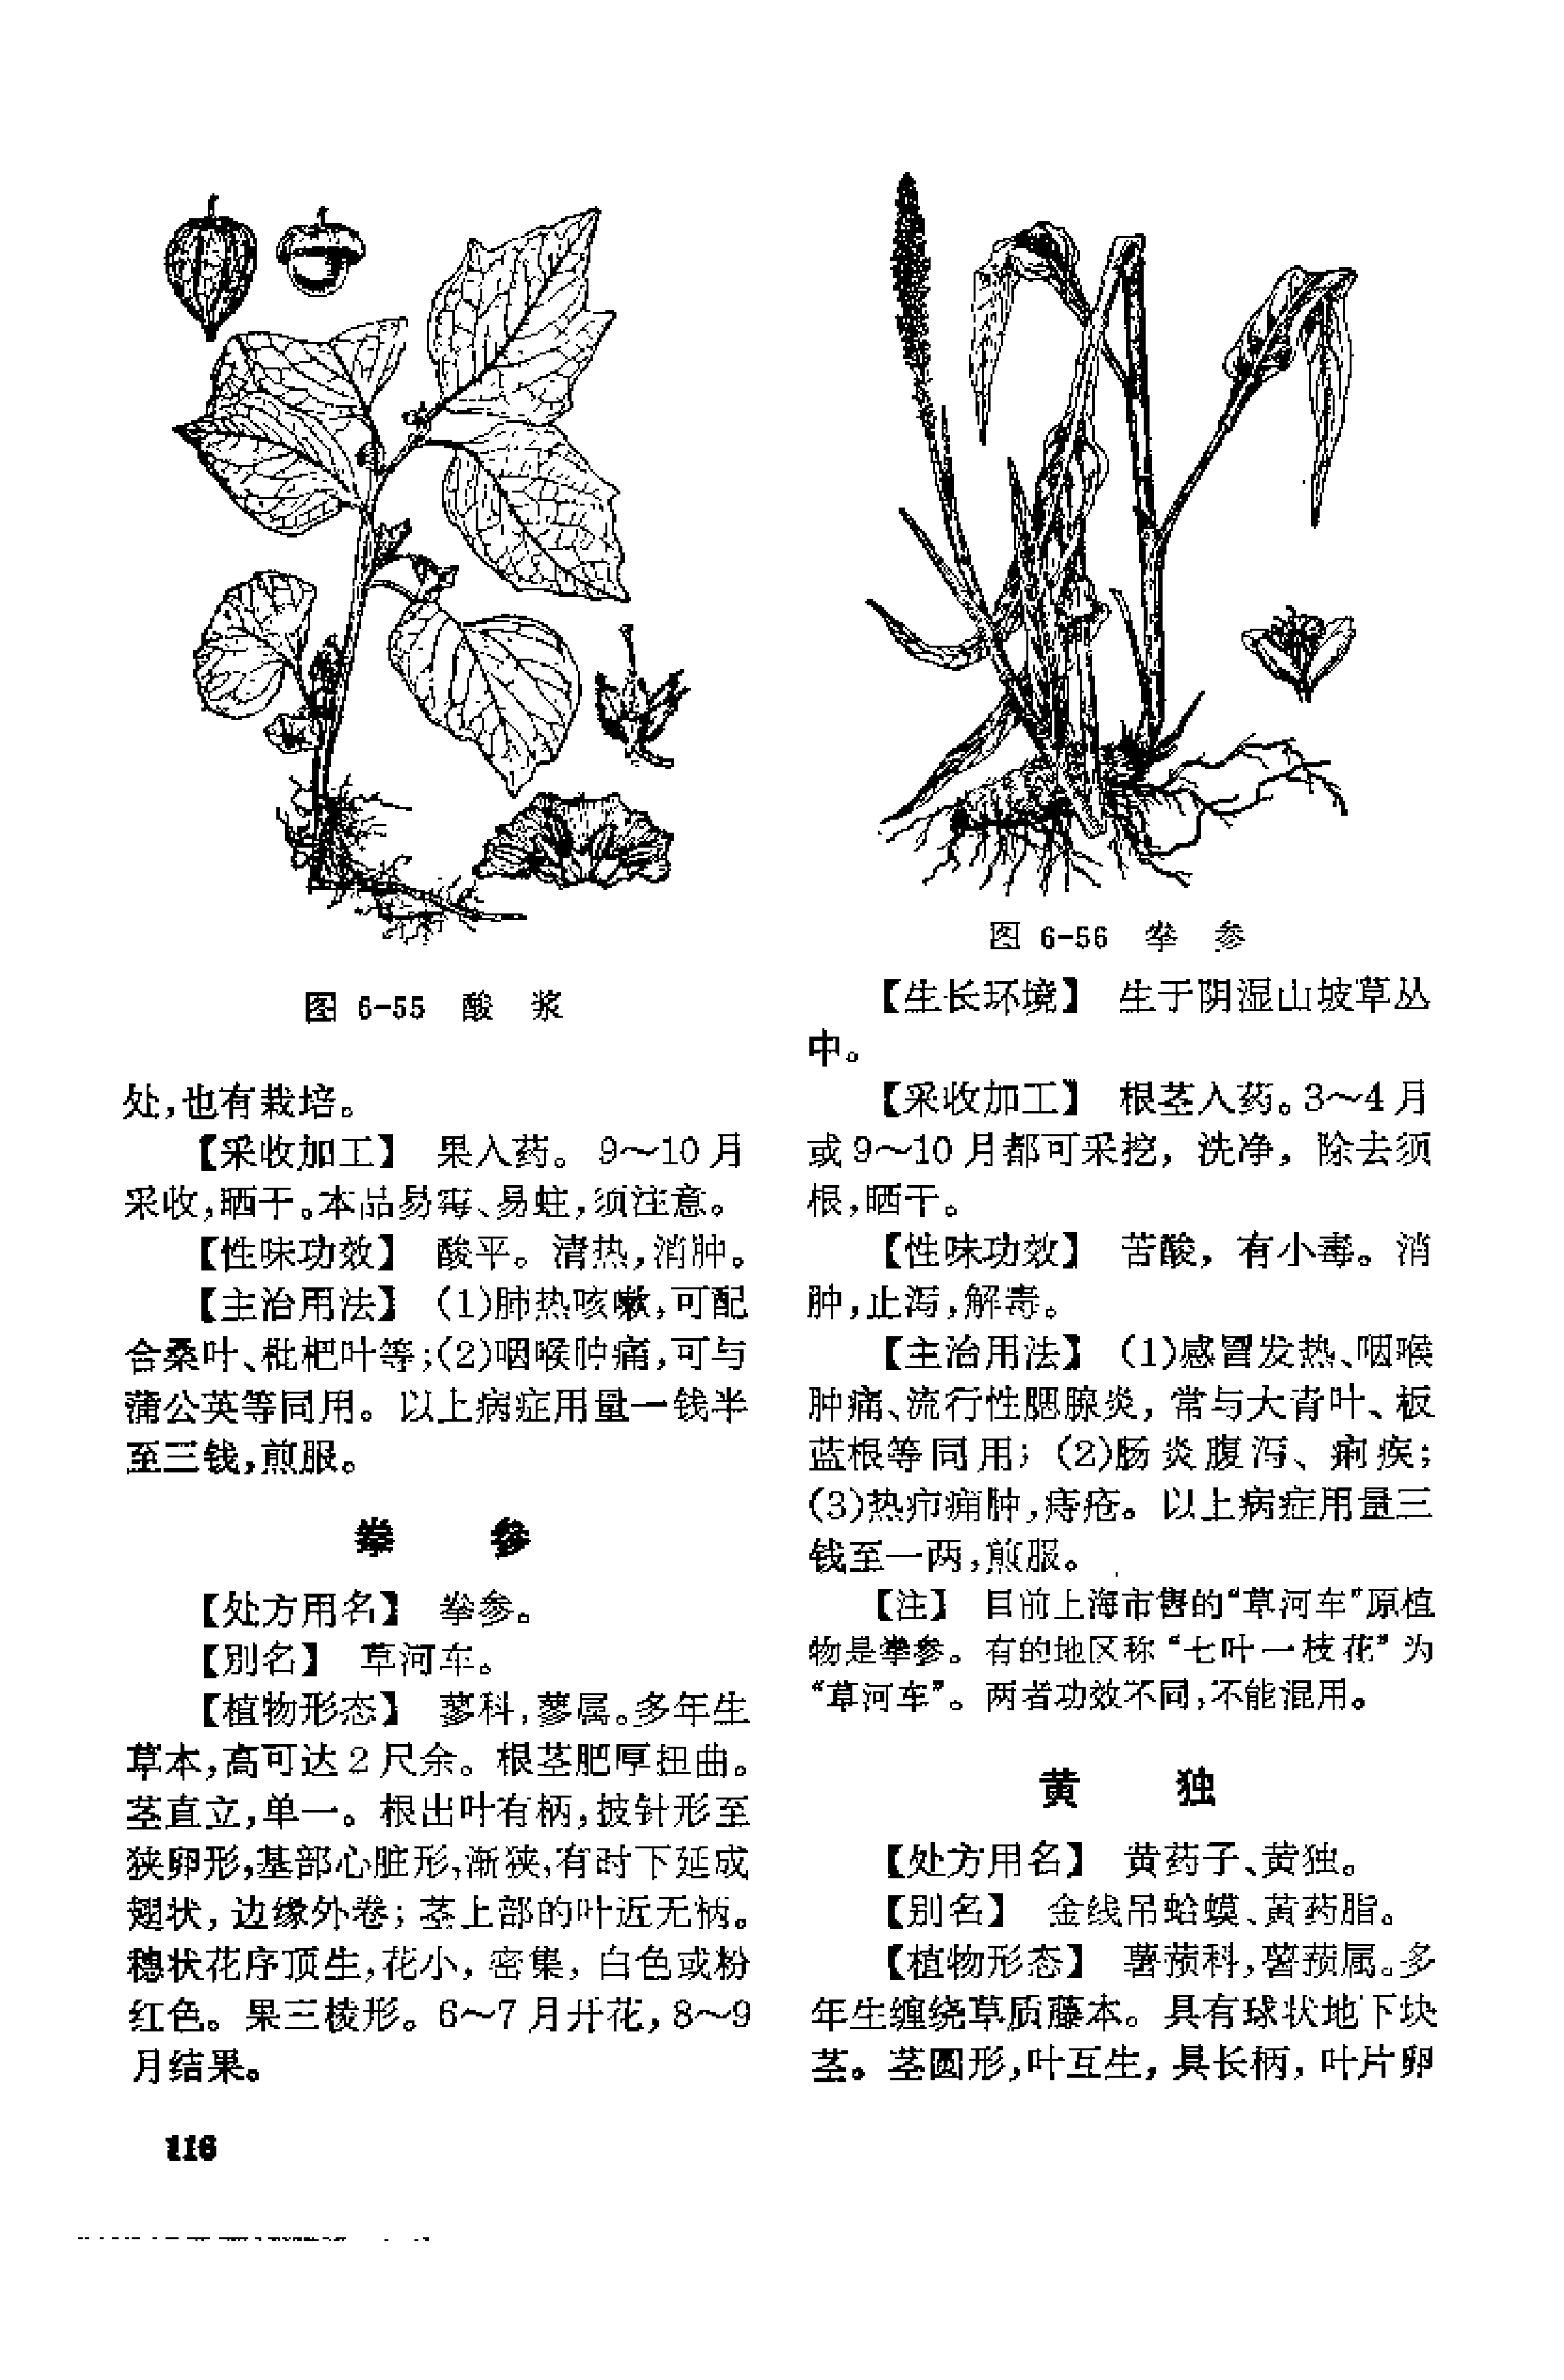 图 6-55 酸 浆
处,也有栽培。
【采收加工】 果入药。 9～10 月
采收,晒干。本品易霉、易蛀,须注意。
【性味功效】 酸平。清热,消肿。
【主治用法】 (1)肺热咳嗽,可配
合桑叶、枇杷叶等;(2)咽喉肿痛,可与
蒲公英等同用。以上病症用量一钱半
至三钱,煎服。
拳 参
【处方用名】 拳参。
【别名】 草河车。
【植物形态】 蓼科,蓼属。多年生
草本,高可达 2 尺余。根茎肥厚扭曲。
茎直立,单一。根出叶有柄,披针形至
狭卵形,基部心脏形,渐狭,有时下延成
翅状, 边缘外卷; 茎上部的叶近无柄。
穗状花序顶生,花小, 密集, 白色或粉
红色。果三棱形。6～7 月开花, 8～9
月结果。
116
图 6-56 拳 参
【生长环境】 生于阴湿山坡草丛
中。
【采收加工】 根茎入药。3～4 月
或 9～10 月都可采挖, 洗净, 除去须
根,晒干。
【性味功效】 苦酸, 有小毒。消
肿,止泻,解毒。
【主治用法】 (1)感冒发热、咽喉
肿痛、流行性腮腺炎, 常与大青叶、板
蓝根等同用; (2)肠炎腹泻、痢疾;
(3)热疖痈肿,痔疮。以上病症用量三
钱至一两,煎服。
【注】 目前上海市售的“草河车”原植
物是拳参。有的地区称“七叶一枝花”为
“草河车”。两者功效不同,不能混用。
黄 独
【处方用名】 黄药子、黄独。
【别名】 金线吊蛤蟆、黄药脂。
【植物形态】 薯蓣科,薯蓣属。多
年生缠绕草质藤本。具有球状地下块
茎。茎圆形,叶互生, 具长柄, 叶片卵